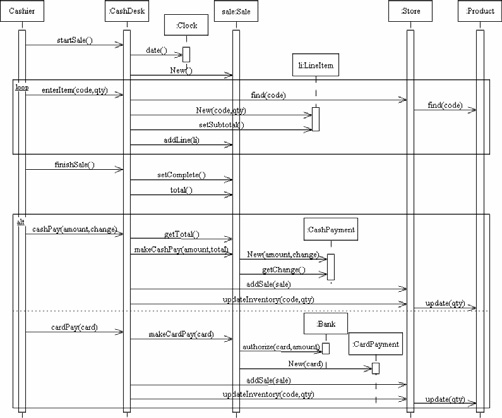 Cashier
:CashDesk
sale:Sale
:Store
:Product
:Clock
startSale()
date()
New()
li:LineItem
loop
enterItem(code,qty)
find(code)
find(code)
New(code,qty)
setSubtotal()
addLine(li)
finishSale()
setComplete()
total()
alt
cashPay(amount,change)
getTotal()
:CashPayment
makeCashPay(amount,total)
New(amount,change)
getChange()
addSale(sale)
updateInventory(code,qty)
update(qty)
:Bank
cardPay(card)
makeCardPay(card)
:CardPayment
authorize(card,amount)
New(card)
addSale(sale)
updateInventory(code,qty)
update(qty)